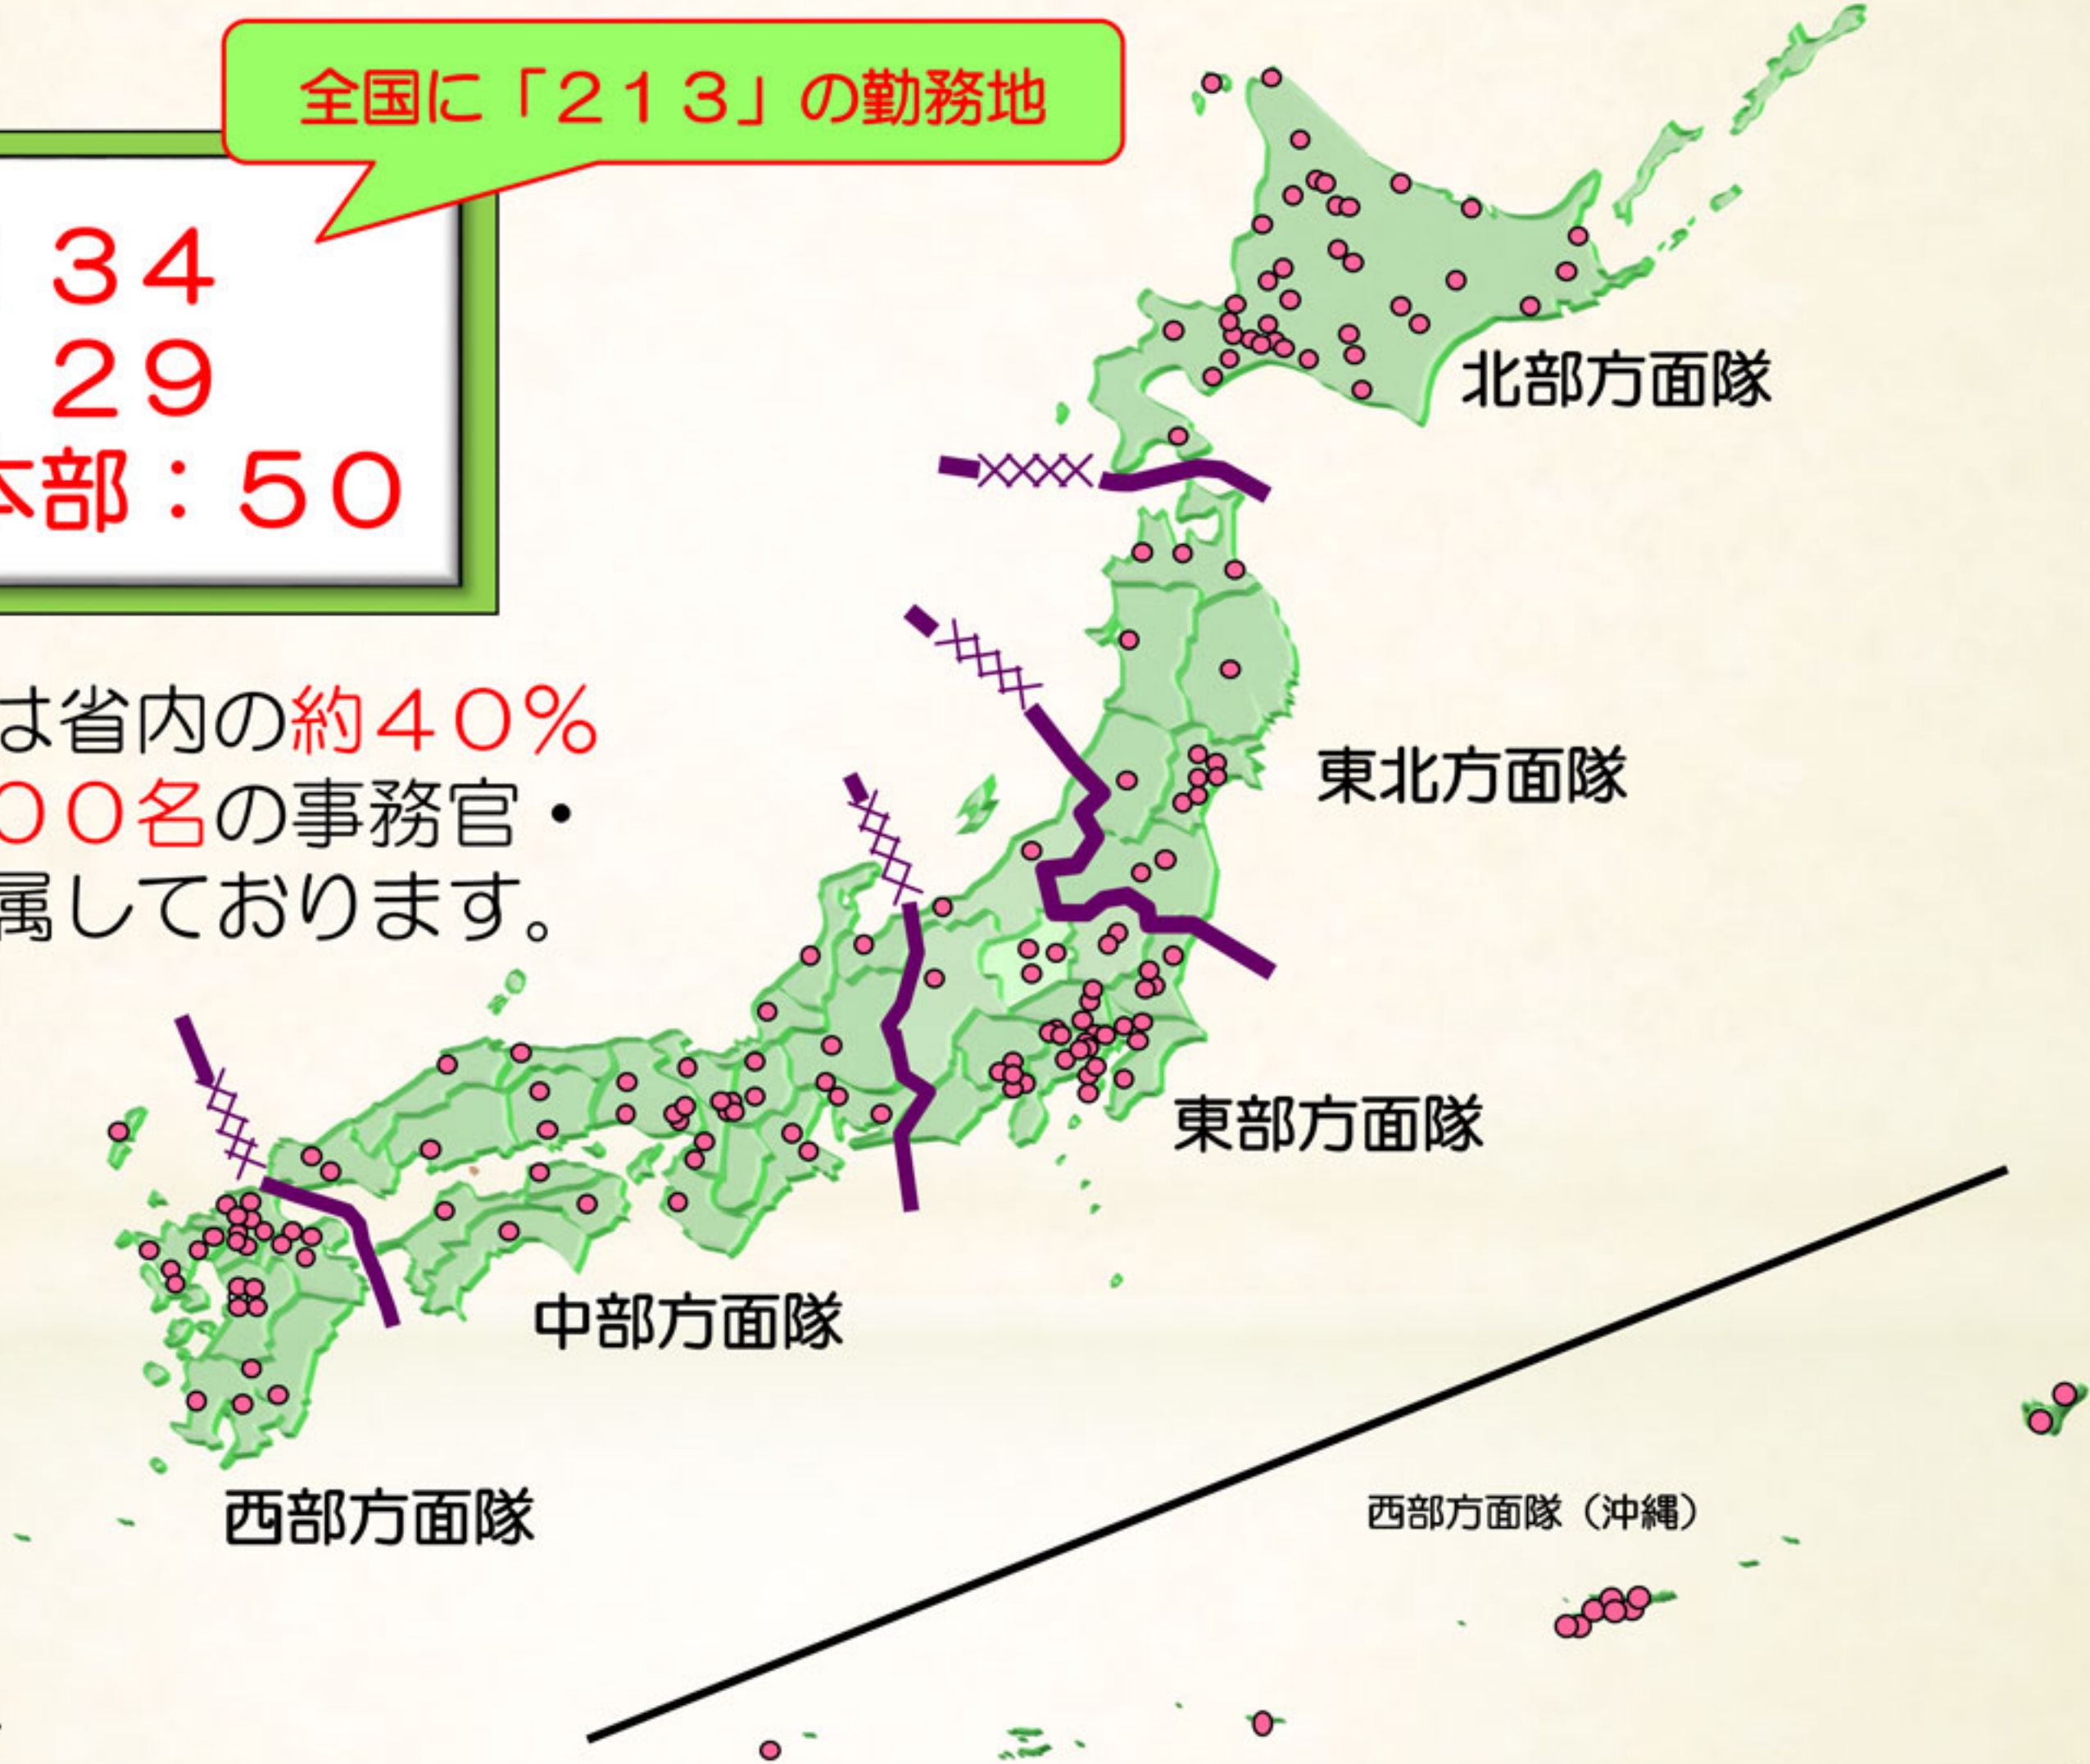 全国に「２１３」の勤務地
３４
２９
本部：５０
は省内の約４０％
００名の事務官・
属しております。
北部方面隊
東北方面隊
東部方面隊
中部方面隊
西部方面隊
西部方面隊（沖縄）